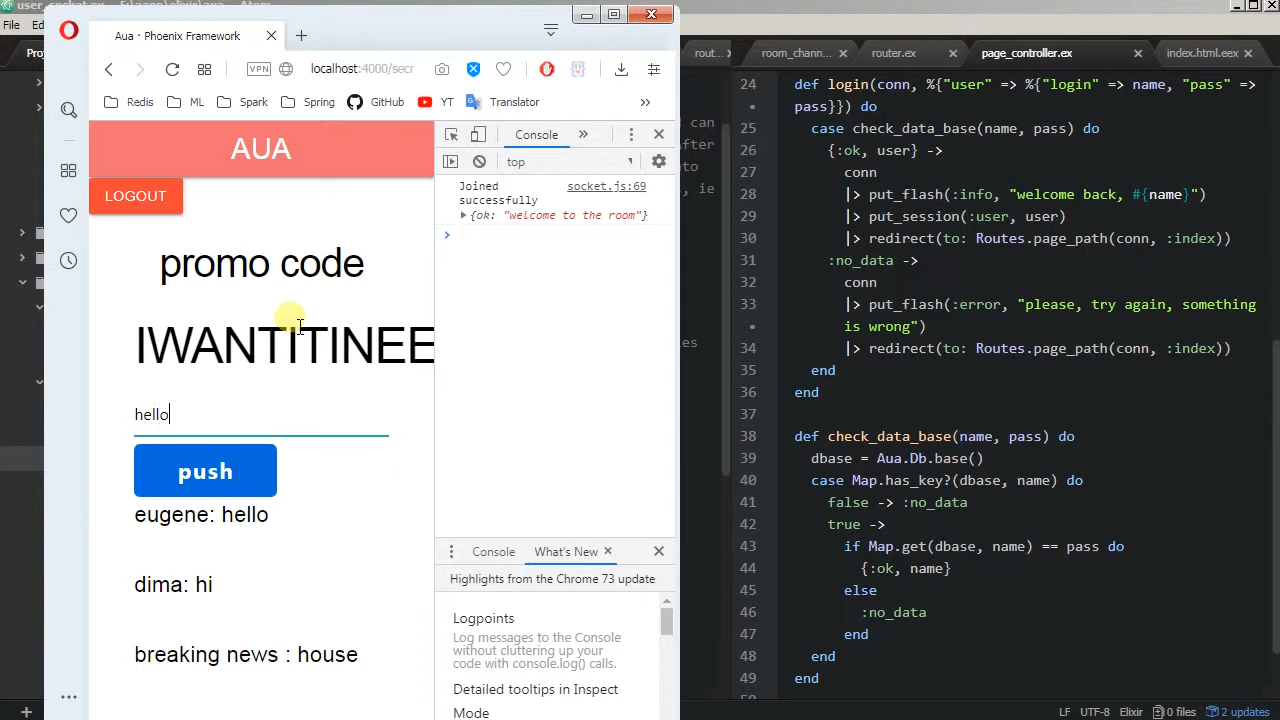 Aua · Phoenix Framework
VPN
localhost:4000/secr
Redis
ML
Spark
Spring
GitHub
YT
Translator
»
AUA
LOGOUT
promo code
IWANTITINEE
hello
push
eugene: hello
dima: hi
breaking news : house
Console
»
top
Joined successfully
socket.js:69
{ok: "welcome to the room"}
Console
What's New
Highlights from the Chrome 73 update
Logpoints
Log messages to the Console
without cluttering up your
code with console.log() calls.
Detailed tooltips in Inspect
Mode
File
rout...
room_chann...
router.ex
page_controller.ex
index.html.eex
24 def login(conn, %{"user" => %{"login" => name, "pass" =>
pass}}) do
25 case check_data_base(name, pass) do
26 {:ok, user} ->
27 conn
28 |> put_flash(:info, "welcome back, #{name}")
29 |> put_session(:user, user)
30 |> redirect(to: Routes.page_path(conn, :index))
31 :no_data ->
32 conn
33 |> put_flash(:error, "please, try again, something
is wrong")
34 |> redirect(to: Routes.page_path(conn, :index))
35 end
36 end
37
38 def check_data_base(name, pass) do
39 dbase = Aua.Db.base()
40 case Map.has_key?(dbase, name) do
41 false -> :no_data
42 true ->
43 if Map.get(dbase, name) == pass do
44 {:ok, name}
45 else
46 :no_data
47 end
48 end
49 end
LF UTF-8 Elixir 0 files 2 updates